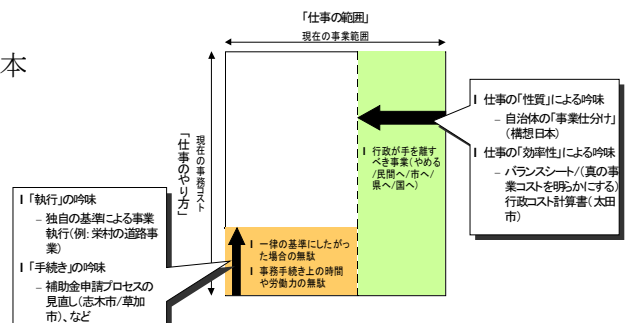 「仕事の範囲」
現在の事業範囲
本
「仕事のやり方」
現在の事務コスト
l 行政が手を離す
べき事業(やめる
/民間へ/市へ/
県へ/国へ)
l 仕事の「性質」による吟味
– 自治体の「事業仕分け」
(構想日本)
l 仕事の「効率性」による吟味
– バランスシート/(真の事
業コストを明らかにする)
行政コスト計算書(太田
市)
l 「執行」の吟味
– 独自の基準による事業
執行(例:栄村の道路事
業)
l 「手続き」の吟味
– 補助金申請プロセスの
見直し(志木市/草加
市)、など
l 一律の基準にしたがっ
た場合の無駄
l 事務手続き上の時間
や労働力の無駄